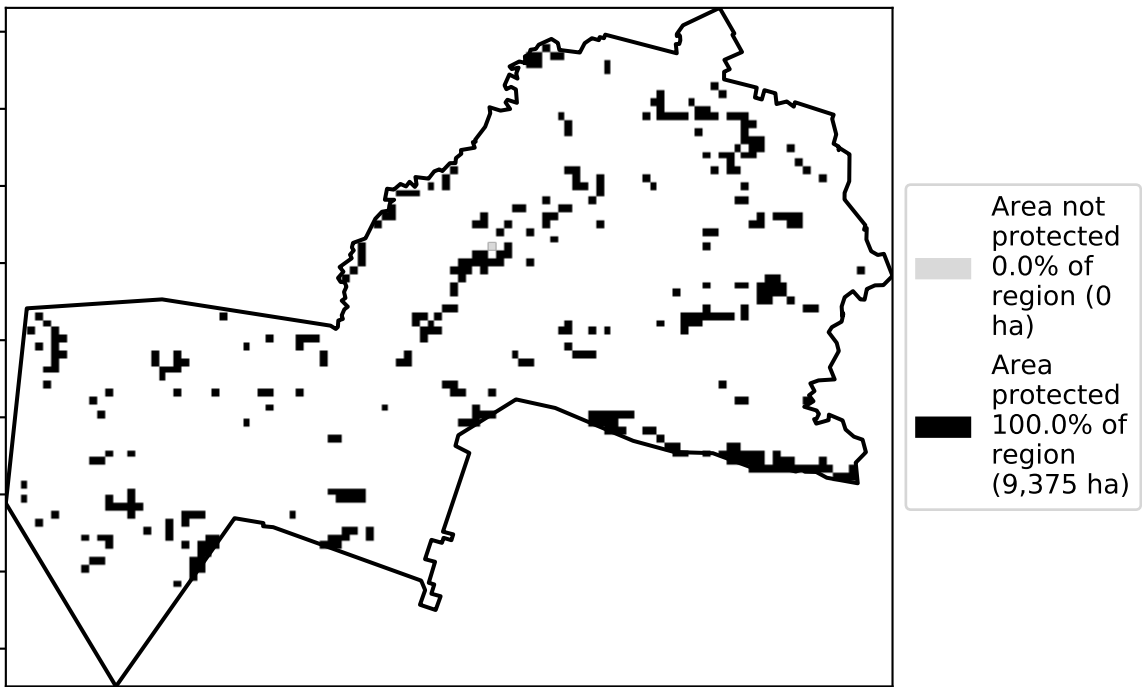 Area not
protected
0.0% of
region (0
ha)
Area
protected
100.0% of
region
(9,375 ha)